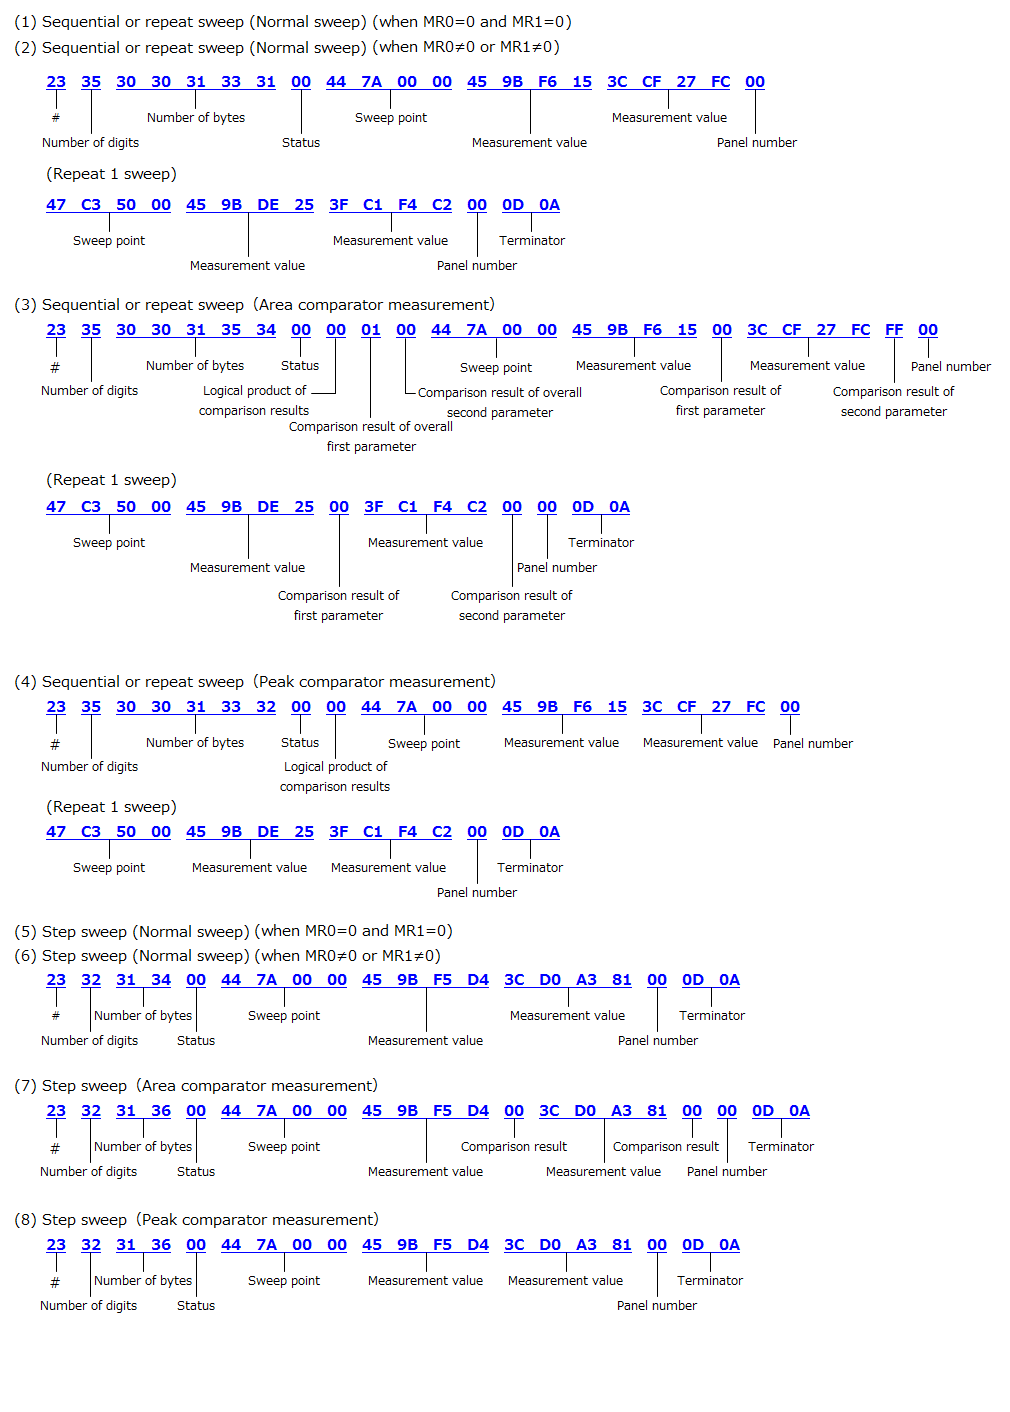 (1) Sequential or repeat sweep (Normal sweep) (when MR0=0 and MR1=0)
(2) Sequential or repeat sweep (Normal sweep) (when MR0≠0 or MR1≠0)
23 35 30 30 31 33 31 00 44 7A 00 00 45 9B F6 15 3C CF 27 FC 00
# Number of bytes Sweep point Measurement value
Number of digits Status Measurement value Panel number
(Repeat 1 sweep)
47 C3 50 00 45 9B DE 25 3F C1 F4 C2 00 0D 0A
Sweep point Measurement value Terminator
Measurement value Panel number
(3) Sequential or repeat sweep (Area comparator measurement)
23 35 30 30 31 35 34 00 00 01 00 44 7A 00 00 45 9B F6 15 00 3C CF 27 FC FF 00
# Number of bytes Status Sweep point Measurement value Measurement value Panel number
Number of digits Logical product of Comparison result of overall Comparison result of Comparison result of
comparison results second parameter first parameter second parameter
Comparison result of overall
first parameter
(Repeat 1 sweep)
47 C3 50 00 45 9B DE 25 00 3F C1 F4 C2 00 00 0D 0A
Sweep point Measurement value Terminator
Measurement value Panel number
Comparison result of Comparison result of
first parameter second parameter
(4) Sequential or repeat sweep (Peak comparator measurement)
23 35 30 30 31 33 32 00 00 44 7A 00 00 45 9B F6 15 3C CF 27 FC 00
# Number of bytes Status Sweep point Measurement value Measurement value Panel number
Number of digits Logical product of
comparison results
(Repeat 1 sweep)
47 C3 50 00 45 9B DE 25 3F C1 F4 C2 00 0D 0A
Sweep point Measurement value Measurement value Terminator
Panel number
(5) Step sweep (Normal sweep) (when MR0=0 and MR1=0)
(6) Step sweep (Normal sweep) (when MR0≠0 or MR1≠0)
23 32 31 34 00 44 7A 00 00 45 9B F5 D4 3C D0 A3 81 00 0D 0A
# Number of bytes Sweep point Measurement value Terminator
Number of digits Status Measurement value Panel number
(7) Step sweep (Area comparator measurement)
23 32 31 36 00 44 7A 00 00 45 9B F5 D4 00 3C D0 A3 81 00 00 0D 0A
# Number of bytes Sweep point Comparison result Comparison result Terminator
Number of digits Status Measurement value Measurement value Panel number
(8) Step sweep (Peak comparator measurement)
23 32 31 36 00 44 7A 00 00 45 9B F5 D4 3C D0 A3 81 00 0D 0A
# Number of bytes Sweep point Measurement value Measurement value Terminator
Number of digits Status Panel number